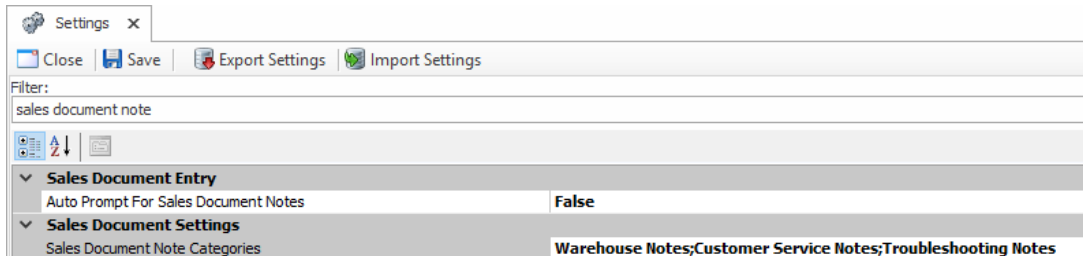 Settings x
Close Save Export Settings Import Settings
Filter:
sales document note
Sales Document Entry
Auto Prompt For Sales Document Notes False
Sales Document Settings
Sales Document Note Categories Warehouse Notes;Customer Service Notes;Troubleshooting Notes